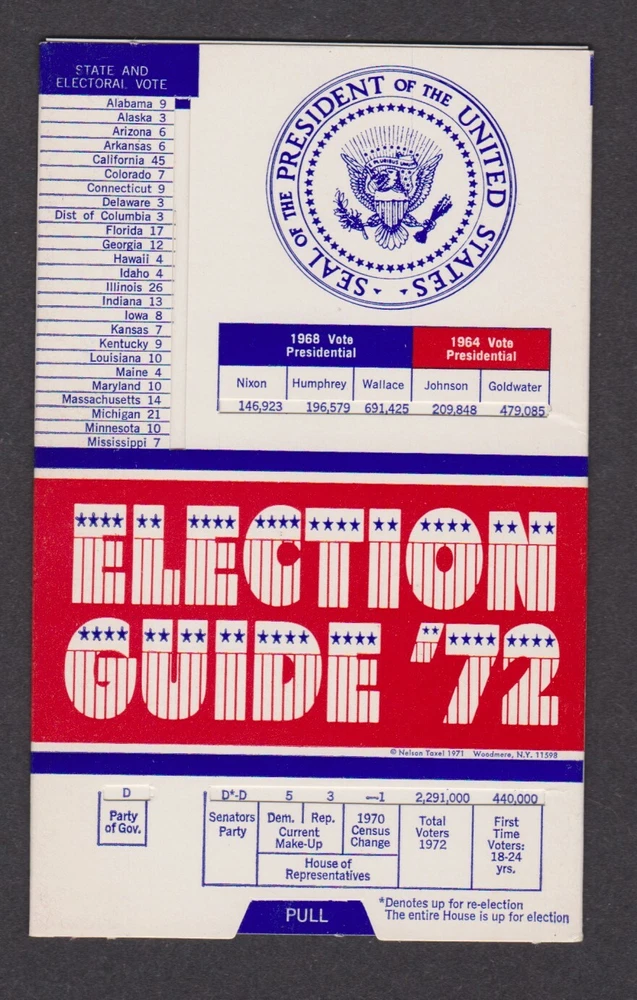 STATE AND
ELECTORAL VOTE
Alabama 9
Alaska 3
Arizona 6
Arkansas 6
California 45
Colorado 7
Connecticut 9
Delaware 3
Dist of Columbia 3
Florida 17
Georgia 12
Hawaii 4
Idaho 4
Illinois 26
Indiana 13
Iowa 8
Kansas 7
Kentucky 9
Louisiana 10
Maine 4
Maryland 10
Massachusetts 14
Michigan 21
Minnesota 10
Mississippi 7
SEAL OF THE PRESIDENT OF THE UNITED STATES
E PLURIBUS UNUM
1968 Vote
Presidential
1964 Vote
Presidential
Nixon Humphrey Wallace Johnson Goldwater
146,923 196,579 691,425 209,848 479,085
ELECTION
GUIDE '72
© Nelson Taxel 1971 Woodmere, N.Y. 11598
D
Party
of Gov.
D*-D 5 3 —1 2,291,000 440,000
Senators
Party
Dem. Rep.
Current
Make-Up
1970
Census
Change
House of
Representatives
Total
Voters
1972
First
Time
Voters:
18-24
yrs.
*Denotes up for re-election
The entire House is up for election
PULL